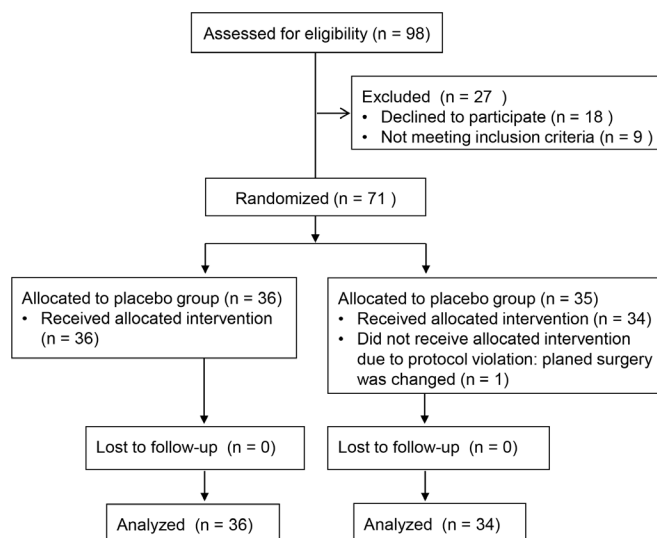 Assessed for eligibility (n = 98)
Excluded (n = 27 )
• Declined to participate (n = 18 )
• Not meeting inclusion criteria (n = 9 )
Randomized (n = 71 )
Allocated to placebo group (n = 36)
• Received allocated intervention
(n = 36)
Allocated to placebo group (n = 35)
• Received allocated intervention (n = 34)
• Did not receive allocated intervention
due to protocol violation: planed surgery
was changed (n = 1)
Lost to follow-up (n = 0)
Lost to follow-up (n = 0)
Analyzed (n = 36)
Analyzed (n = 34)